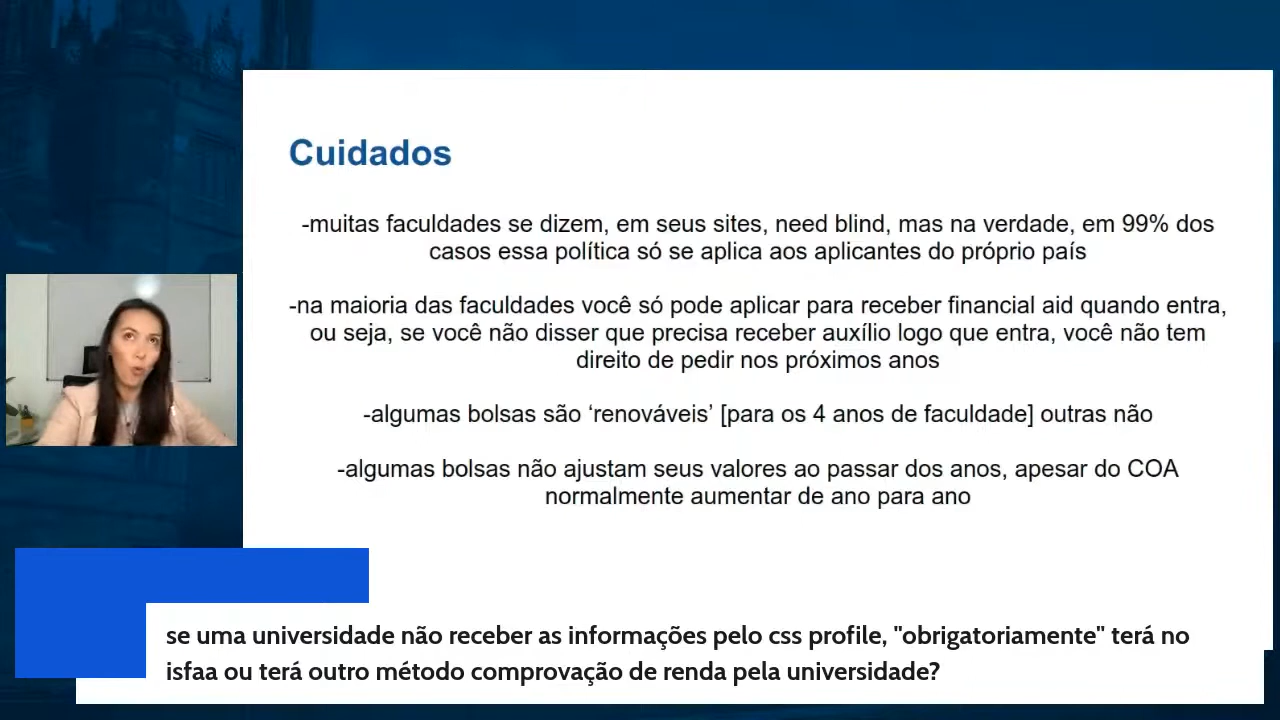 Cuidados
-muitas faculdades se dizem, em seus sites, need blind, mas na verdade, em 99% dos
casos essa política só se aplica aos aplicantes do próprio país
-na maioria das faculdades você só pode aplicar para receber financial aid quando entra,
ou seja, se você não disser que precisa receber auxílio logo que entra, você não tem
direito de pedir nos próximos anos
-algumas bolsas são ‘renováveis’ [para os 4 anos de faculdade] outras não
-algumas bolsas não ajustam seus valores ao passar dos anos, apesar do COA
normalmente aumentar de ano para ano
se uma universidade não receber as informações pelo css profile, "obrigatoriamente" terá no
isfaa ou terá outro método comprovação de renda pela universidade?